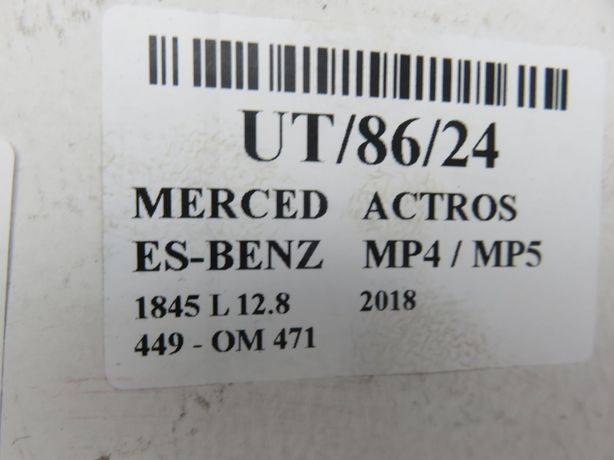 UT/86/24
MERCED ACTROS
ES-BENZ MP4 / MP5
1845 L 12.8 2018
449 - OM 471